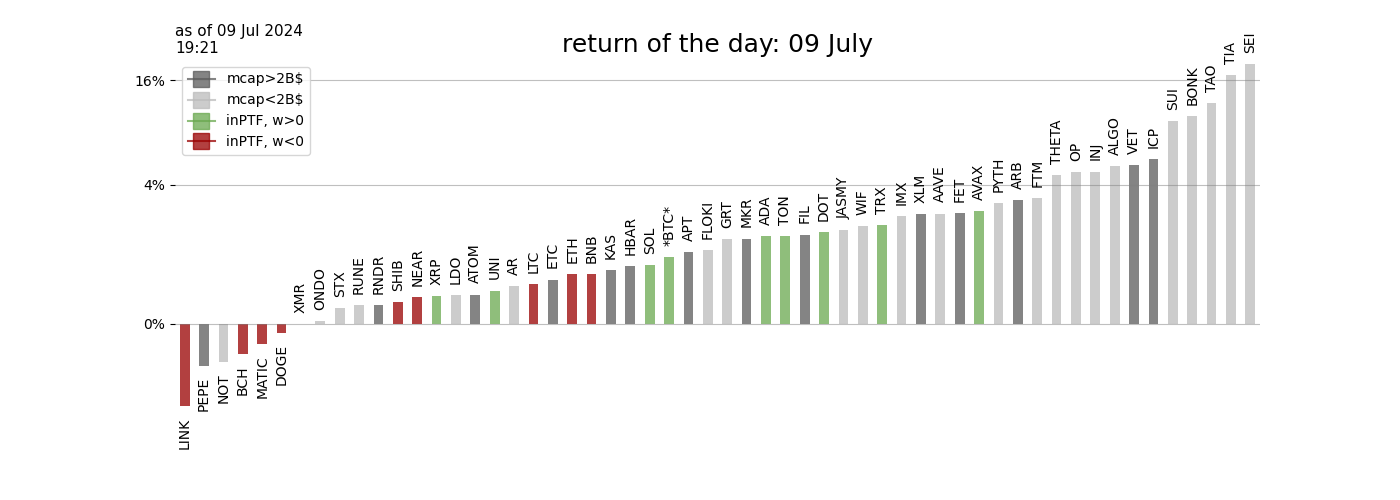 as of 09 Jul 2024
19:21
return of the day: 09 July
16%
4%
0%
mcap>2B$
mcap<2B$
inPTF, w>0
inPTF, w<0
LINK
PEPE
NOT
BCH
MATIC
DOGE
XMR
ONDO
STX
RUNE
RNDR
SHIB
NEAR
XRP
LDO
ATOM
UNI
AR
LTC
ETC
ETH
BNB
KAS
HBAR
SOL
*BTC*
APT
FLOKI
GRT
MKR
ADA
TON
FIL
DOT
JASMY
WIF
TRX
IMX
XLM
AAVE
FET
AVAX
PYTH
ARB
FTM
THETA
OP
INJ
ALGO
VET
ICP
SUI
BONK
TAO
TIA
SEI